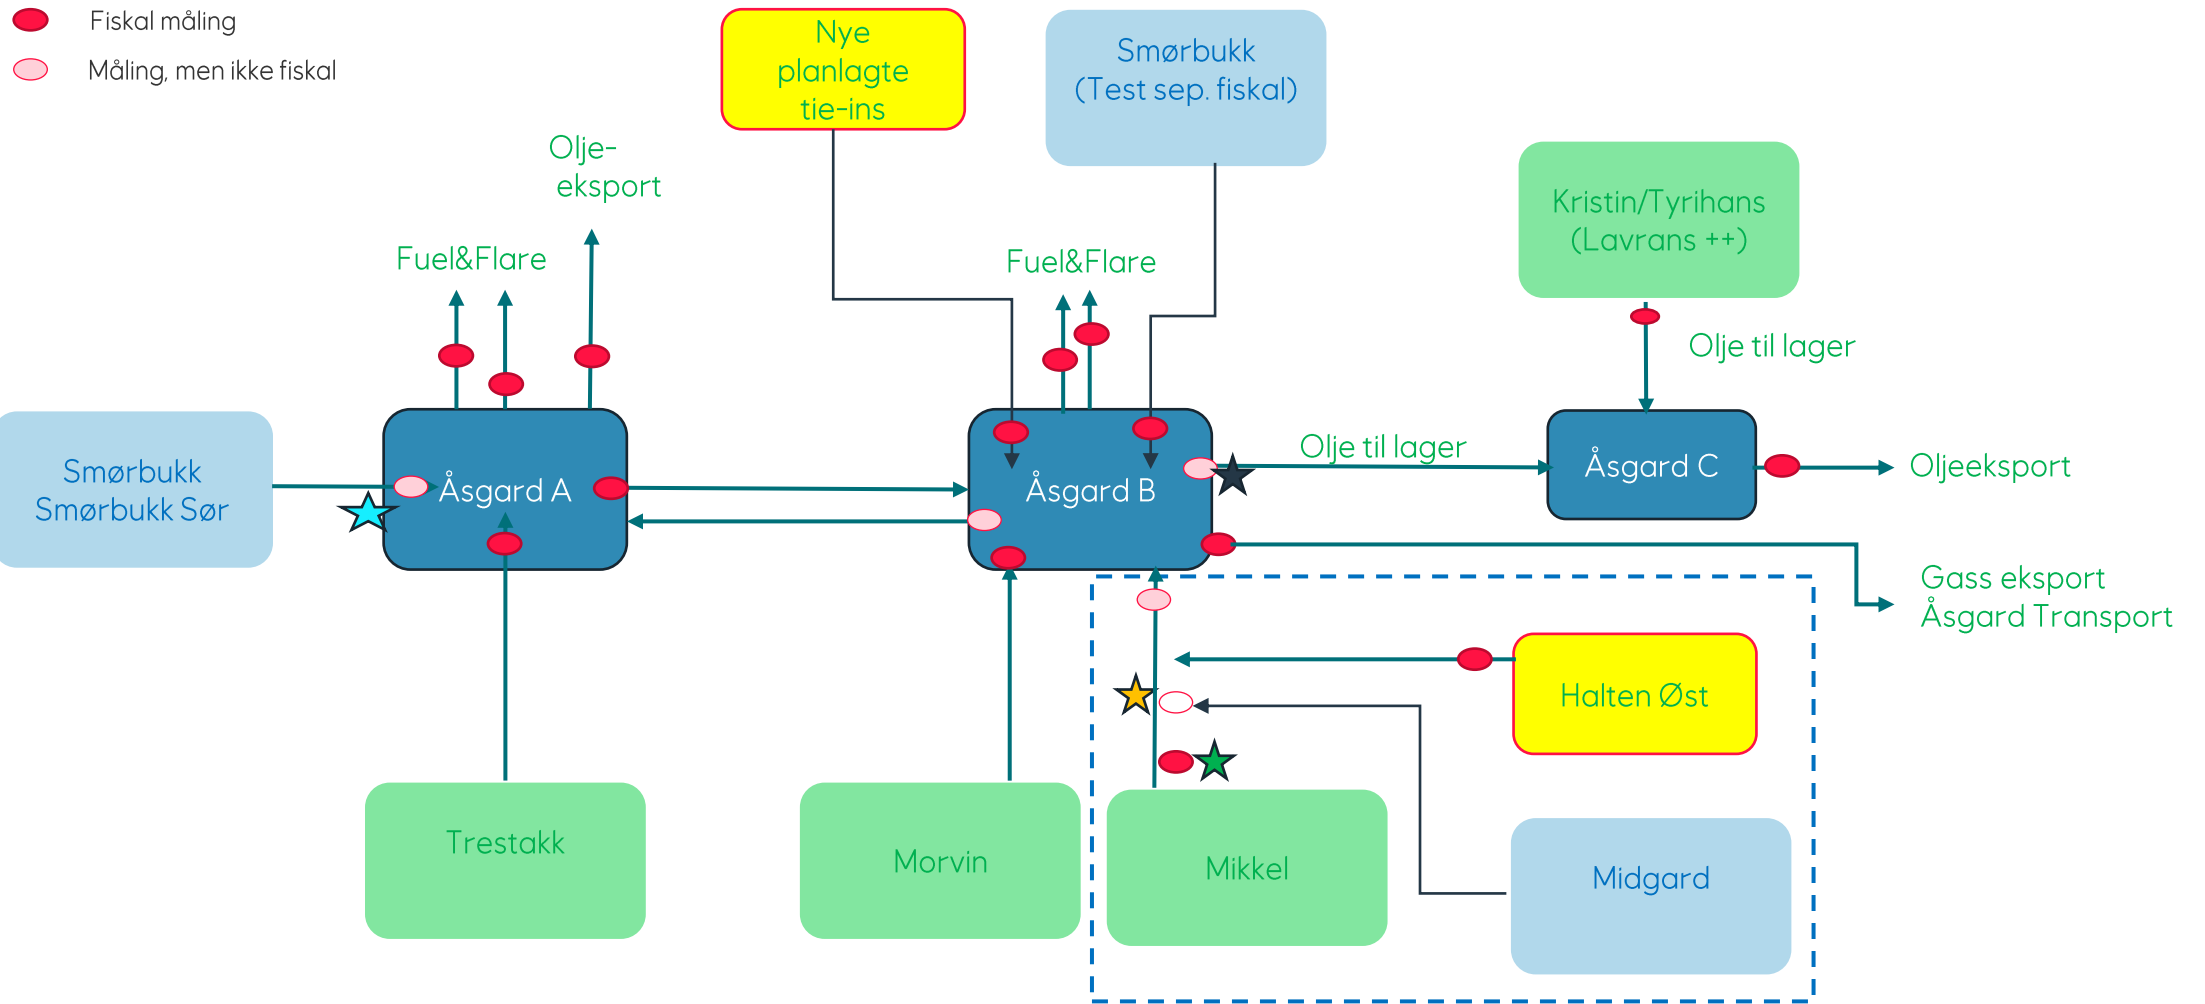 Fiskal måling
Måling, men ikke fiskal
Nye
planlagte
tie-ins
Smørbukk
(Test sep. fiskal)
Olje-
eksport
Fuel&Flare
Fuel&Flare
Kristin/Tyrihans
(Lavrans ++)
Olje til lager
Smørbukk
Smørbukk Sør
Åsgard A
Åsgard B
Olje til lager
Åsgard C
Oljeeksport
Gass eksport
Åsgard Transport
Halten Øst
Trestakk
Morvin
Mikkel
Midgard